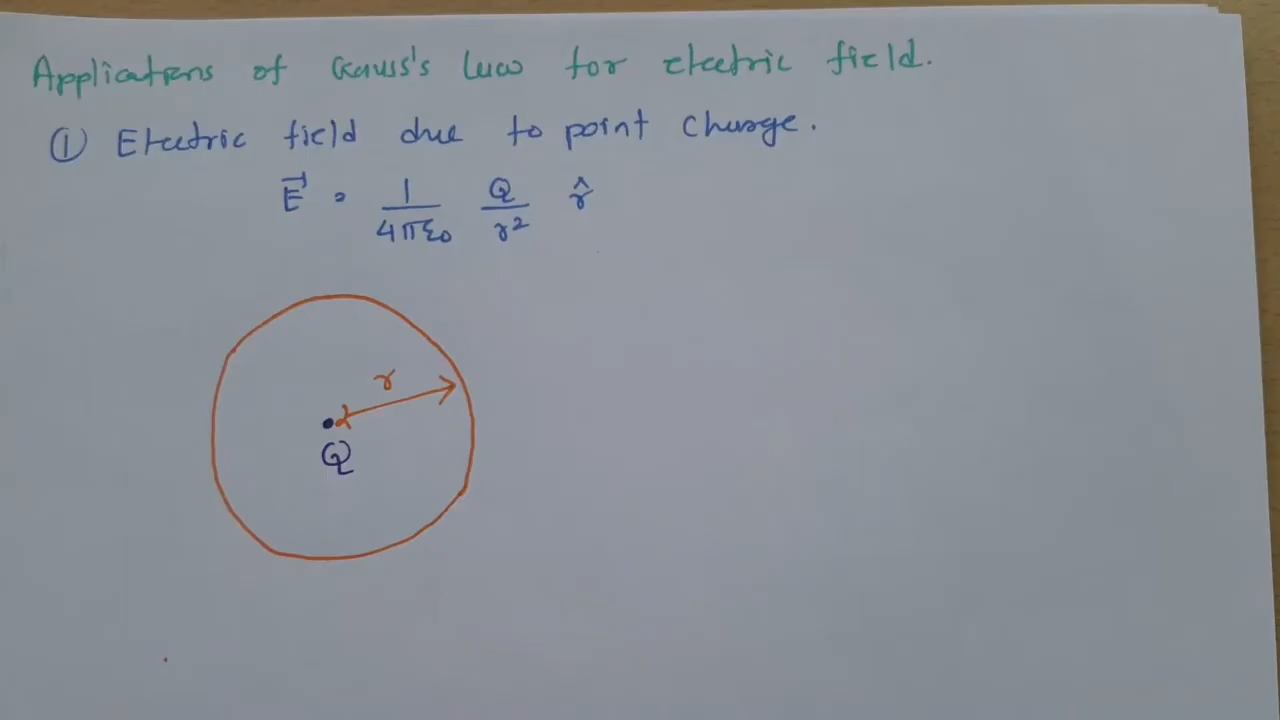 Applications of Gauss's Law for electric field.
① Electric field due to point charge.
E⃗ = 1/4πε₀ Q/r² r̂
r
Q